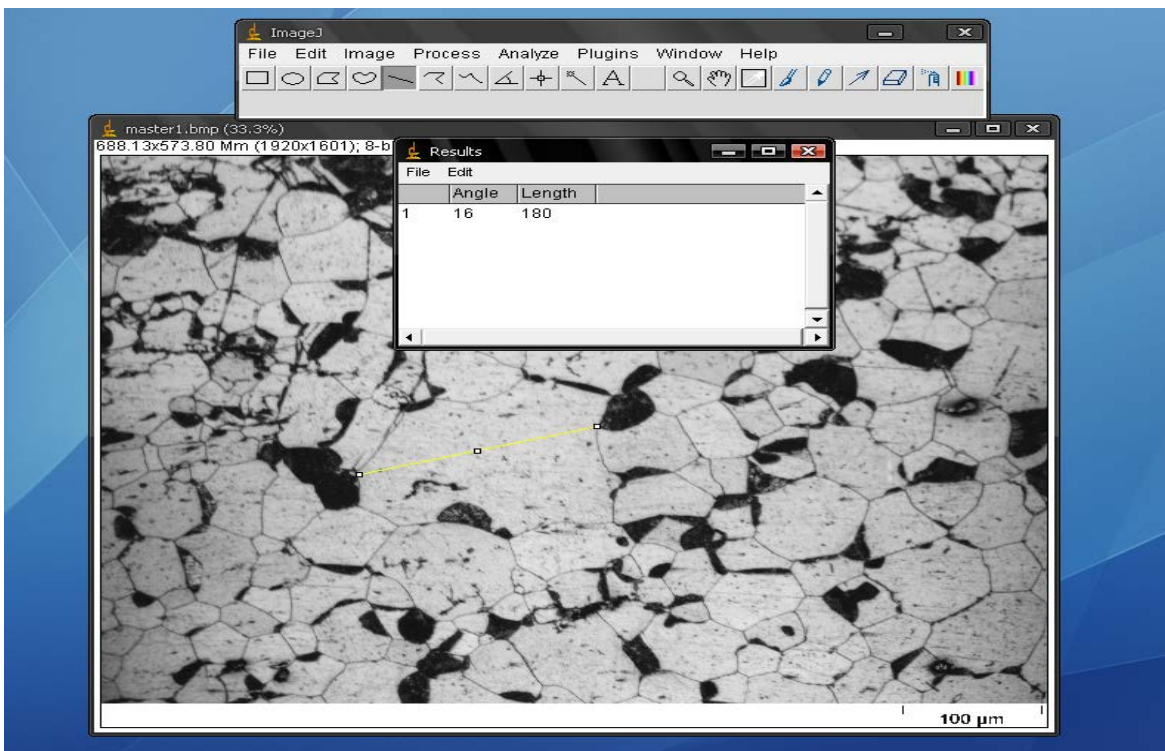 ImageJ
File Edit Image Process Analyze Plugins Window Help
A
master1.bmp (33.3%)
688.13x573.80 Mm (1920x1601); 8-b
Results
File Edit
Angle Length
1 16 180
100 µm